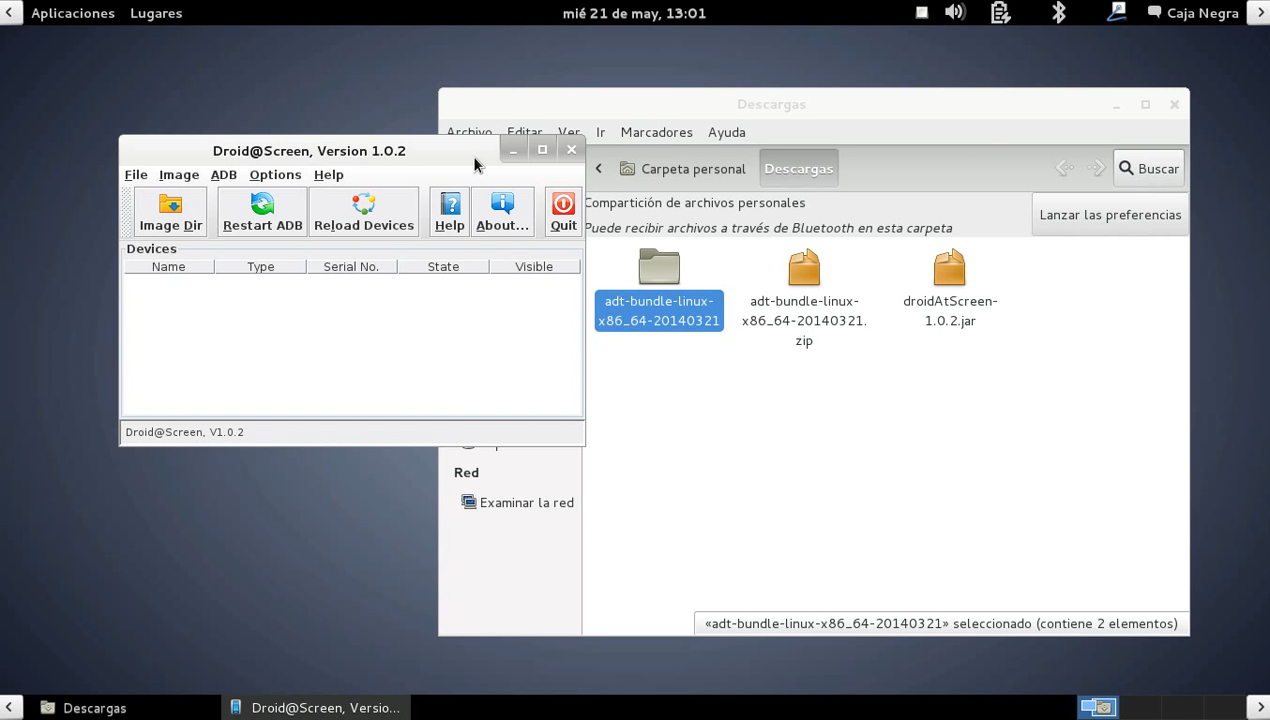 Aplicaciones Lugares mié 21 de may, 13:01 Caja Negra
Descargas
Archivo Editar Ver Ir Marcadores Ayuda
Carpeta personal Descargas Buscar
Compartición de archivos personales
Puede recibir archivos a través de Bluetooth en esta carpeta
Lanzar las preferencias
Droid@Screen, Version 1.0.2
File Image ADB Options Help
Image Dir Restart ADB Reload Devices Help About... Quit
Devices
Name Type Serial No. State Visible
Droid@Screen, V1.0.2
adt-bundle-linux-
x86_64-20140321
adt-bundle-linux-
x86_64-20140321.
zip
droidAtScreen-
1.0.2.jar
Red
Examinar la red
«adt-bundle-linux-x86_64-20140321» seleccionado (contiene 2 elementos)
Descargas Droid@Screen, Versio...